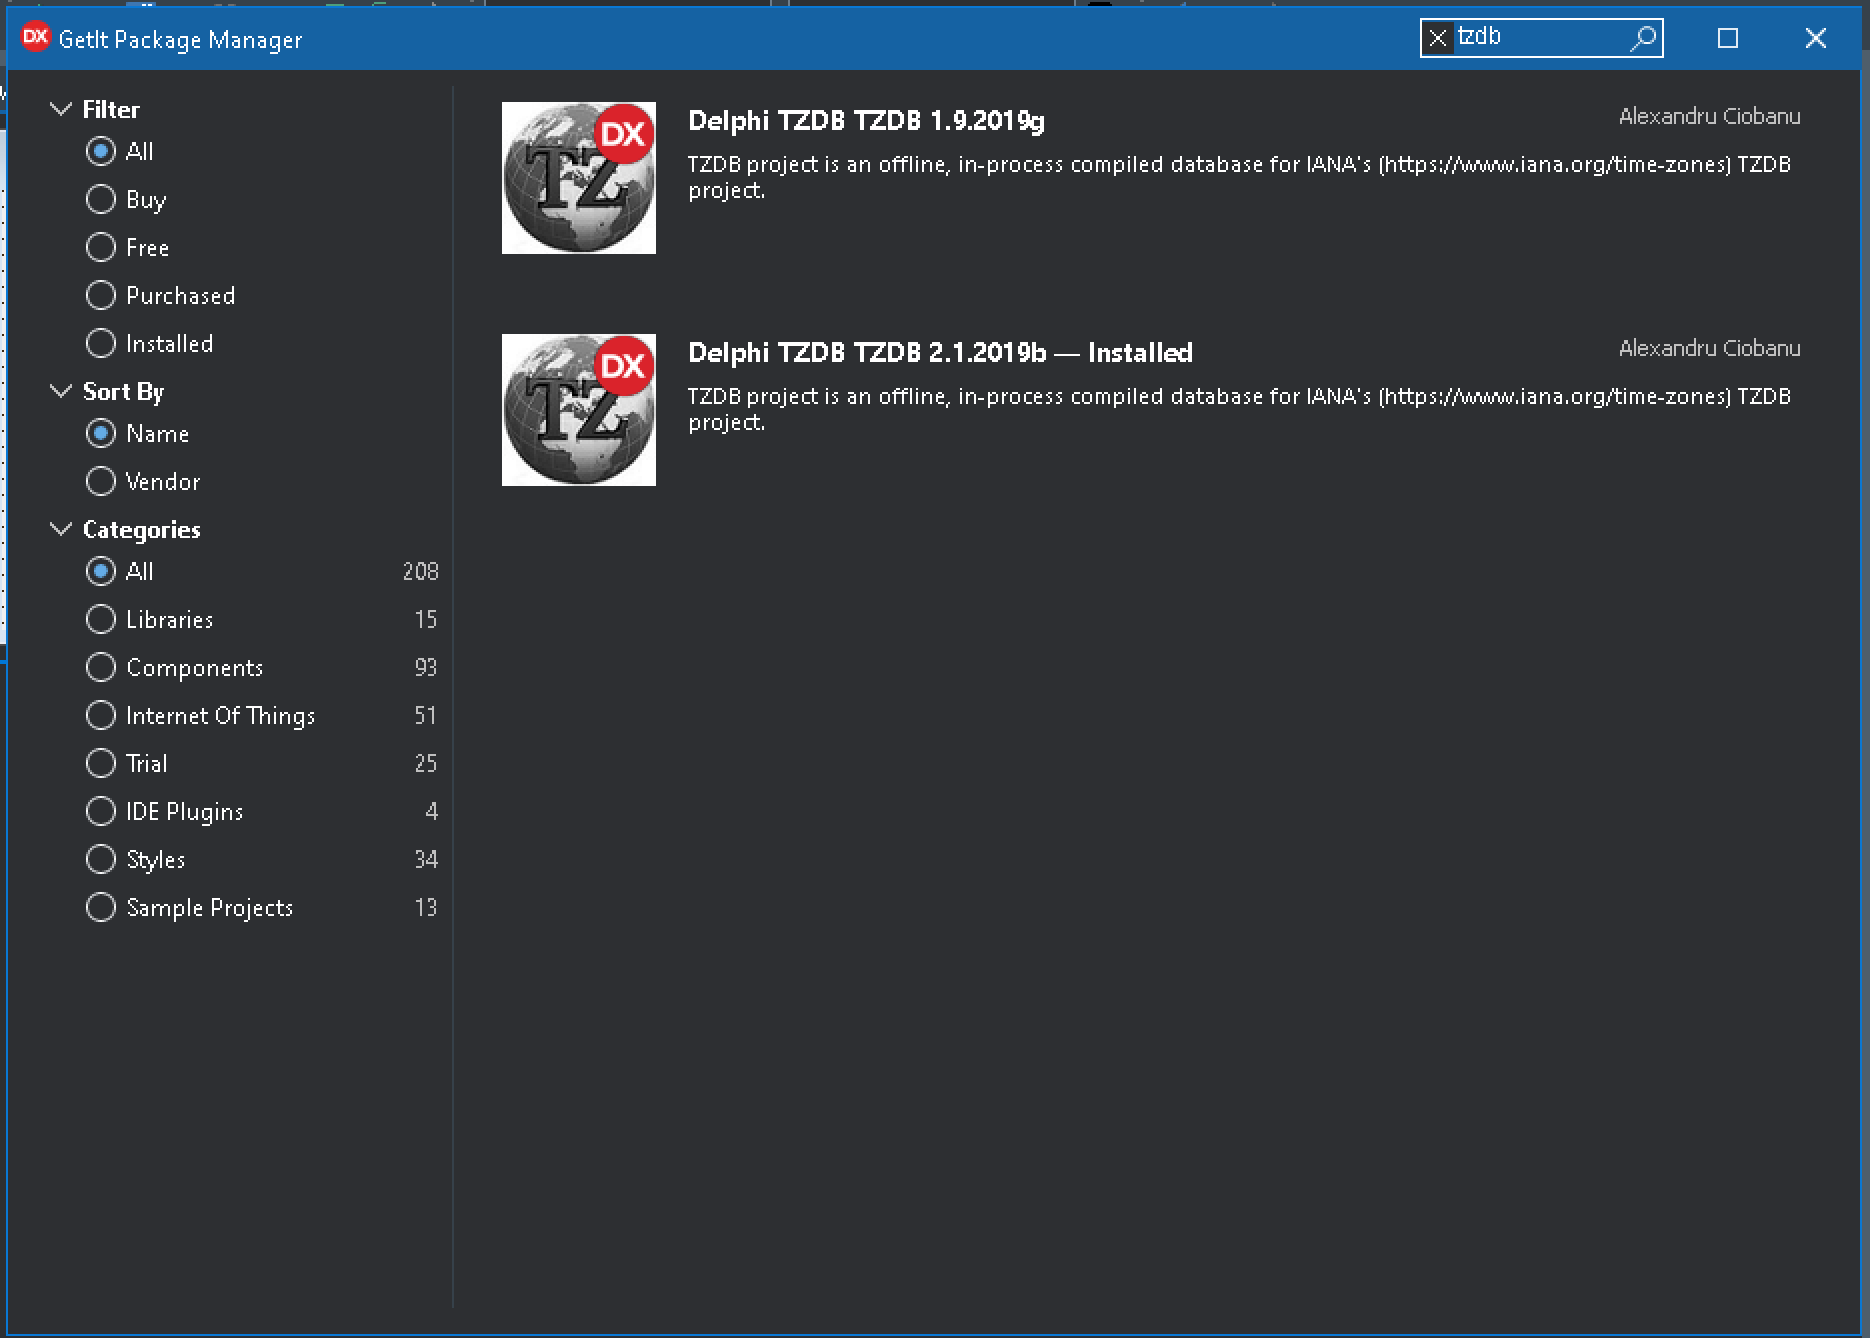 DX GetIt Package Manager
tzdb
Filter
All
Buy
Free
Purchased
Installed
Sort By
Name
Vendor
Categories
All 208
Libraries 15
Components 93
Internet Of Things 51
Trial 25
IDE Plugins 4
Styles 34
Sample Projects 13
TZ DX
Delphi TZDB TZDB 1.9.2019g
Alexandru Ciobanu
TZDB project is an offline, in-process compiled database for IANA's (https://www.iana.org/time-zones) TZDB
project.
TZ DX
Delphi TZDB TZDB 2.1.2019b — Installed
Alexandru Ciobanu
TZDB project is an offline, in-process compiled database for IANA's (https://www.iana.org/time-zones) TZDB
project.